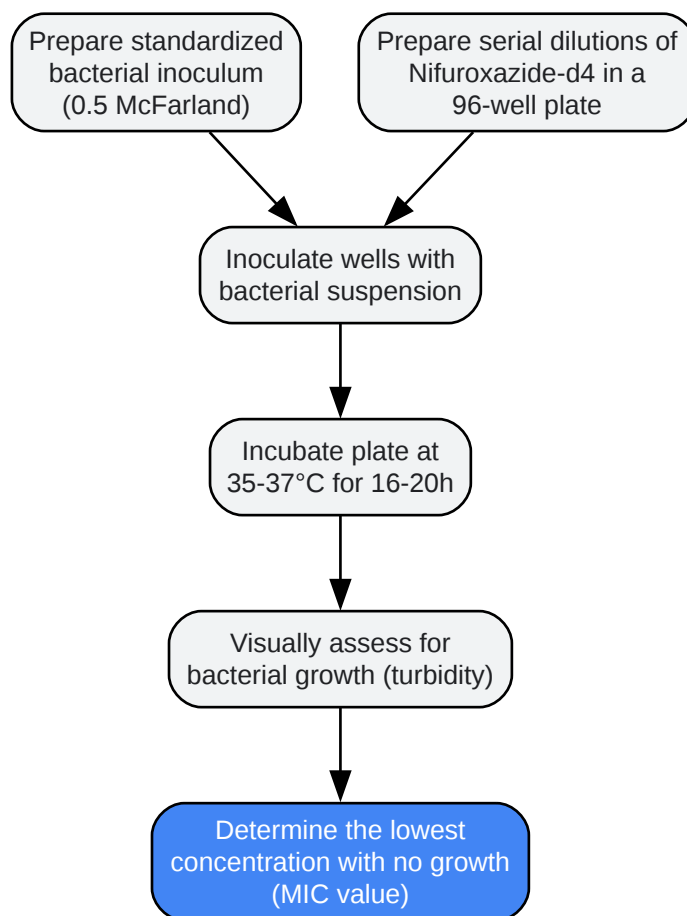 Prepare standardized
bacterial inoculum
(0.5 McFarland)
Prepare serial dilutions of
Nifuroxazide-d4 in a
96-well plate
Inoculate wells with
bacterial suspension
Incubate plate at
35-37°C for 16-20h
Visually assess for
bacterial growth (turbidity)
Determine the lowest
concentration with no growth
(MIC value)